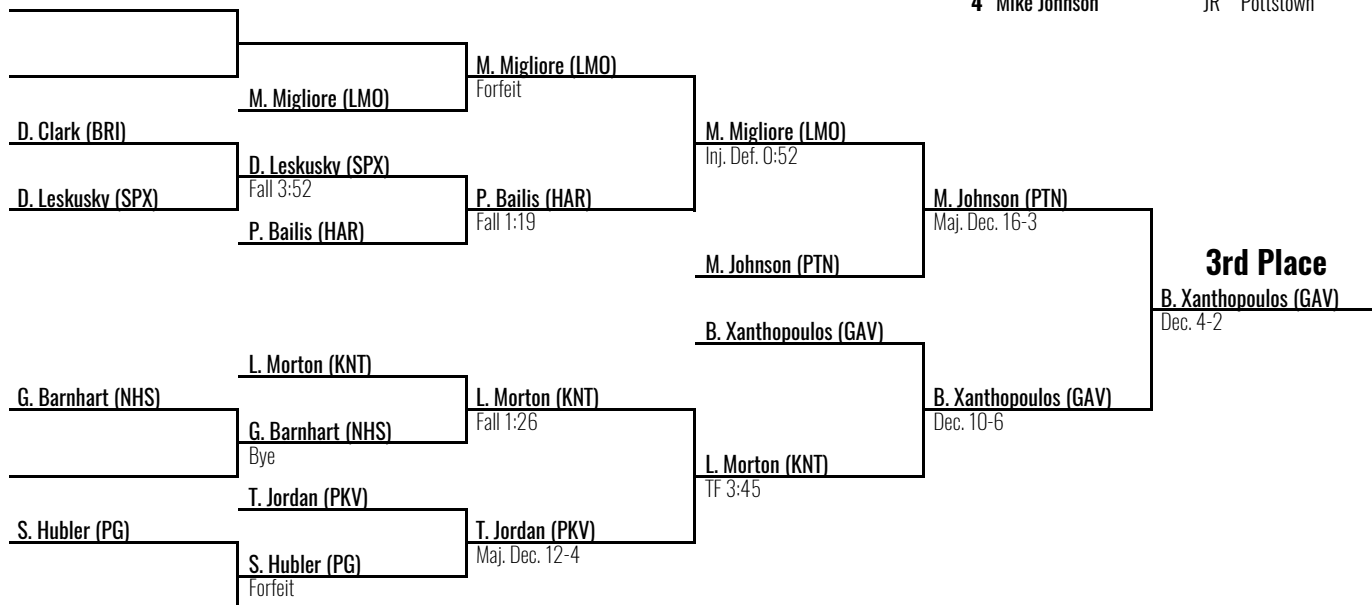 4 Mike Johnson JR Pottstown
M. Migliore (LMO)
Forfeit
M. Migliore (LMO)
D. Clark (BRI)
M. Migliore (LMO)
Inj. Def. 0:52
D. Leskusky (SPX)
Fall 3:52
D. Leskusky (SPX)
P. Bailis (HAR)
Fall 1:19
M. Johnson (PTN)
Maj. Dec. 16-3
P. Bailis (HAR)
M. Johnson (PTN)
3rd Place
B. Xanthopoulos (GAV)
Dec. 4-2
B. Xanthopoulos (GAV)
L. Morton (KNT)
G. Barnhart (NHS)
L. Morton (KNT)
Fall 1:26
B. Xanthopoulos (GAV)
Dec. 10-6
G. Barnhart (NHS)
Bye
L. Morton (KNT)
TF 3:45
T. Jordan (PKV)
S. Hubler (PG)
T. Jordan (PKV)
Maj. Dec. 12-4
S. Hubler (PG)
Forfeit